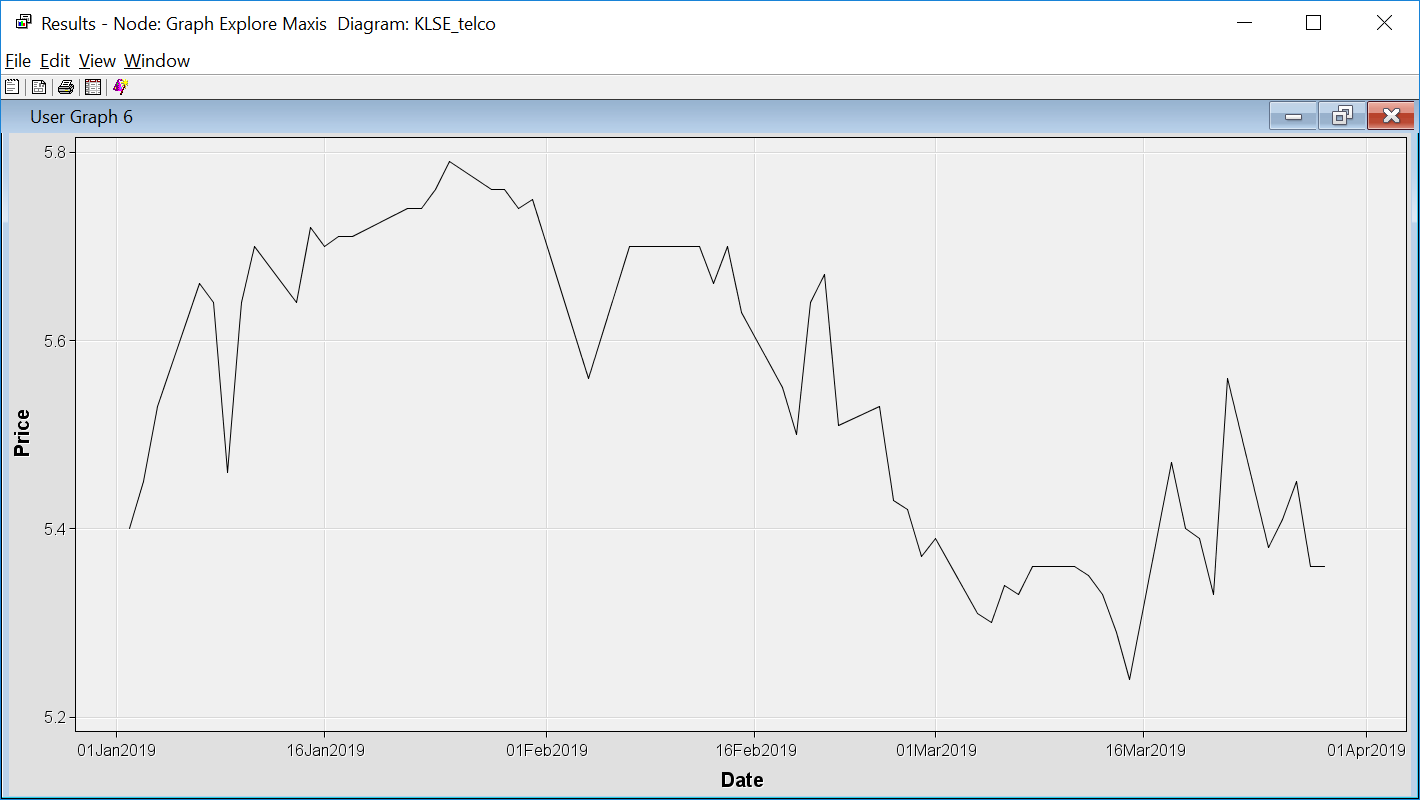 Results - Node: Graph Explore Maxis  Diagram: KLSE_telco
File Edit View Window
User Graph 6
5.8
5.6
5.4
5.2
Price
01Jan2019 16Jan2019 01Feb2019 16Feb2019 01Mar2019 16Mar2019 01Apr2019
Date